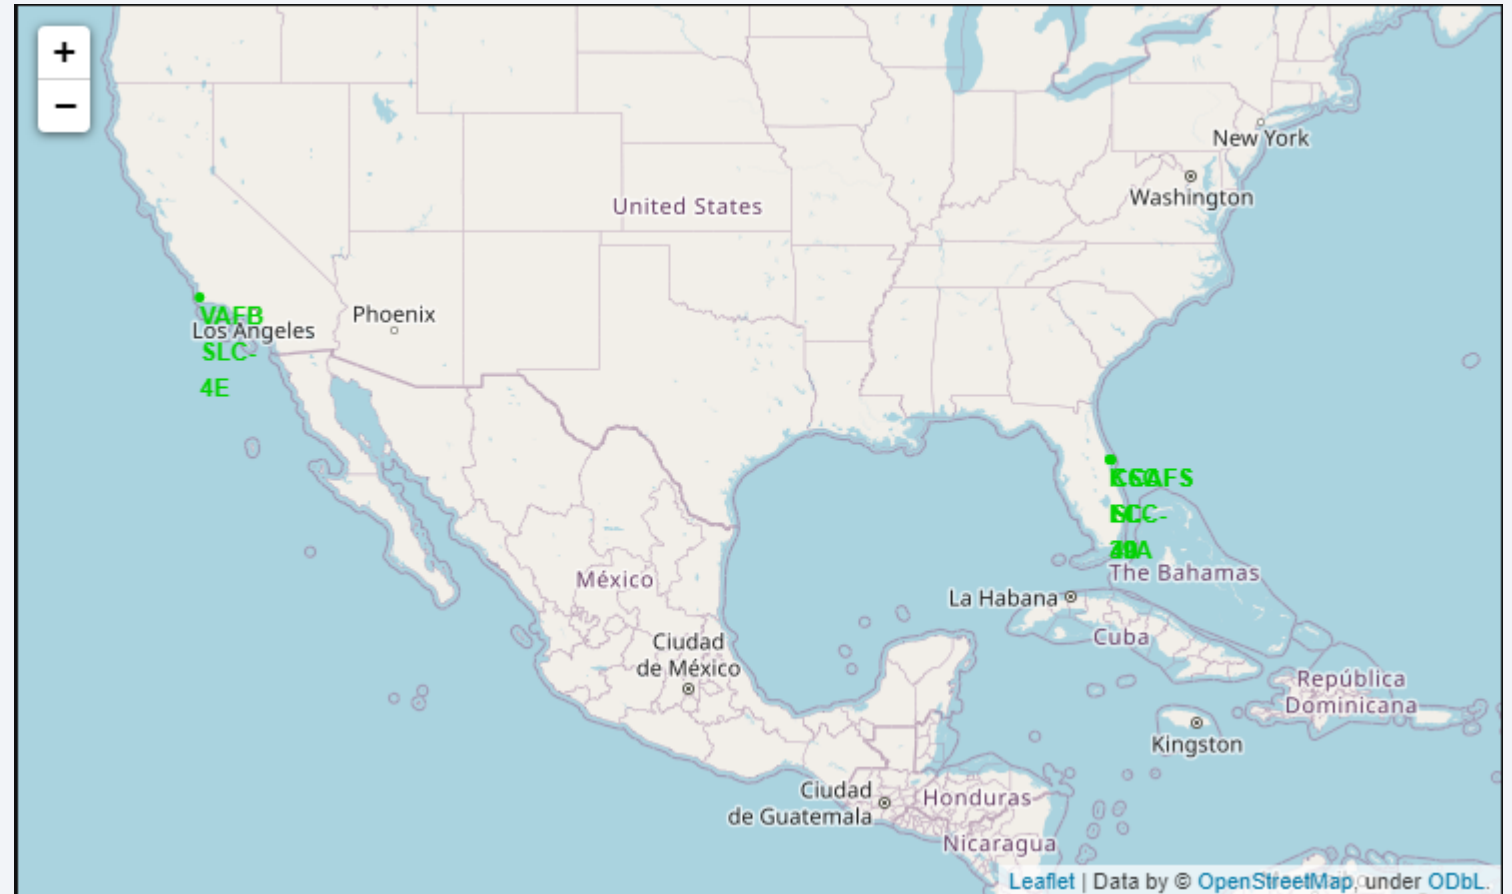 +
−
New York
Washington
United States
Phoenix
VAFB
Los Angeles
SLC-
4E
The Bahamas
México
La Habana
Cuba
Ciudad
de México
República
Dominicana
Kingston
Ciudad
de Guatemala
Honduras
Nicaragua
Leaflet | Data by © OpenStreetMap, under ODbL.